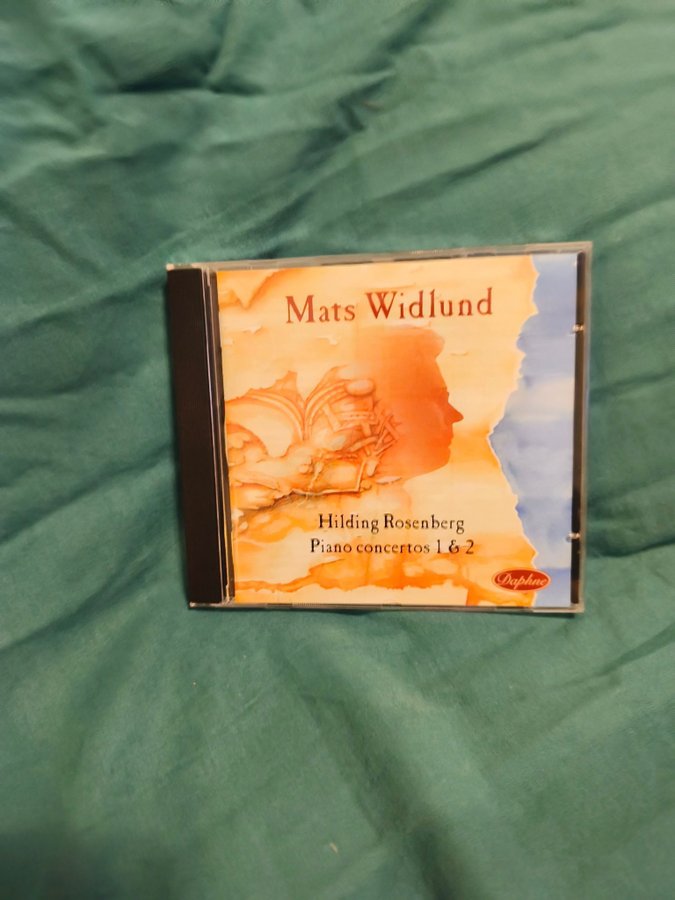 Mats Widlund
Hilding Rosenberg
Piano concertos 1 & 2
Daphne